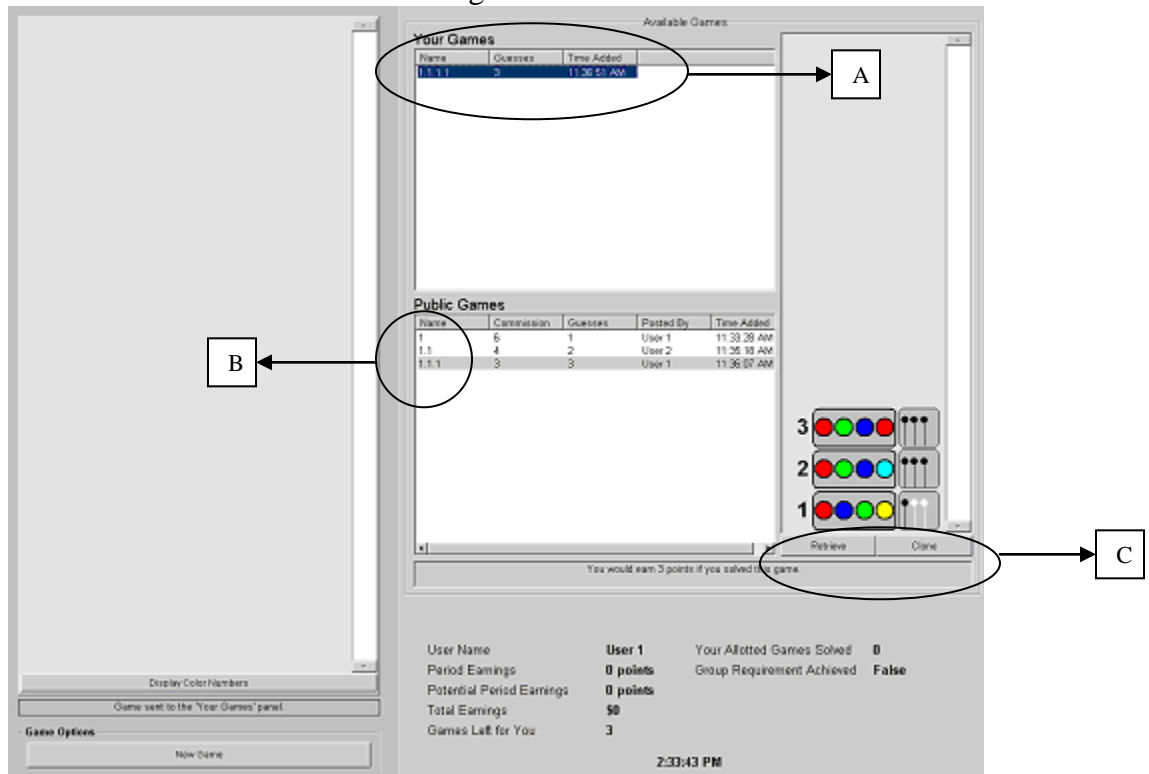 Available Games
Your Games
Name Guesses Time Added
1.1.1.1 3 11:36:51 AM
A
Public Games
Name Commission Guesses Posted By Time Added
1 6 1 User 1 11:33:28 AM
1.1 4 2 User 2 11:35:18 AM
1.1.1 3 3 User 1 11:36:07 AM
B
3
2
1
Retrieve Clone
C
You would earn 3 points if you solved this game.
User Name User 1 Your Allotted Games Solved 0
Period Earnings 0 points Group Requirement Achieved False
Potential Period Earnings 0 points
Total Earnings $0
Games Left for You 3
Display Color Numbers
Game sent to the 'Your Games' panel.
Game Options
New Game
2:33:43 PM